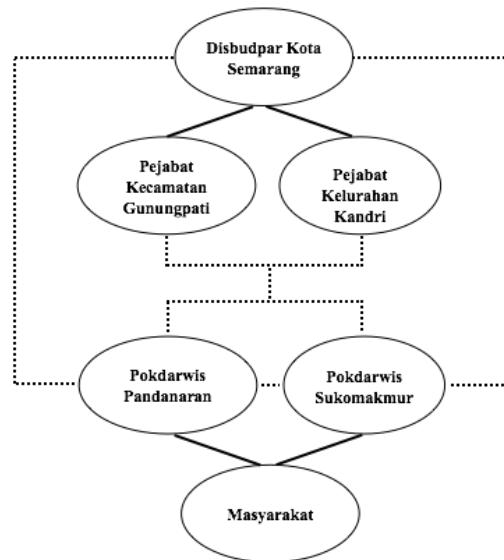 Disbudpar Kota
Semarang
Pejabat
Kecamatan
Gunungpati
Pejabat
Kelurahan
Kandri
Pokdarwis
Pandanaran
Pokdarwis
Sukomakmur
Masyarakat